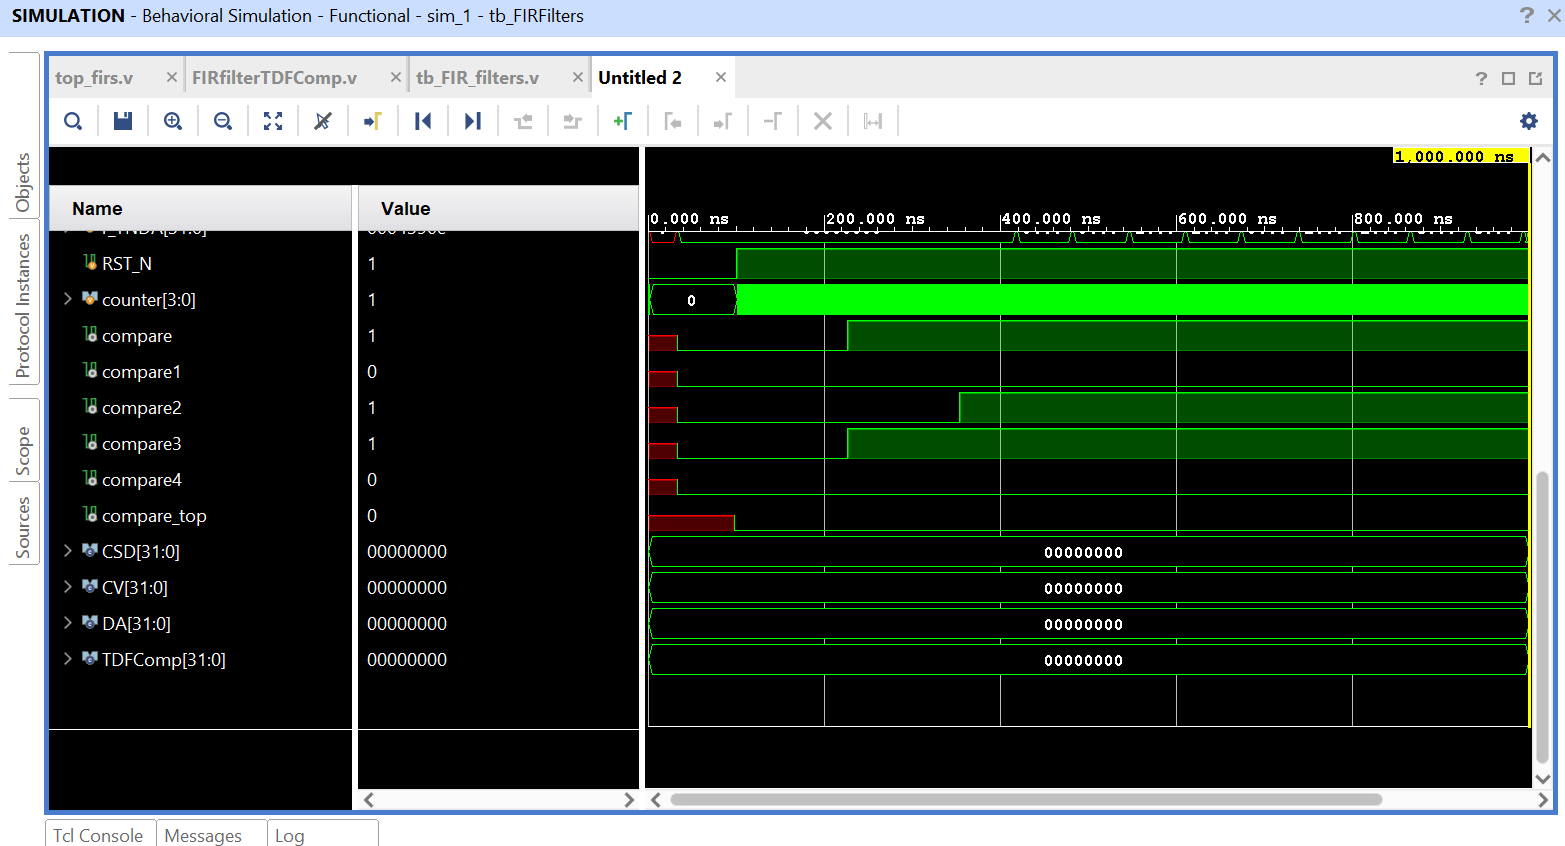 SIMULATION - Behavioral Simulation - Functional - sim_1 - tb_FIRFilters
top_firs.v
FIRfilterTDFComp.v
tb_FIR_filters.v
Untitled 2
Objects
Protocol Instances
Scope
Sources
Name
Value
1,000.000 ns
0.000 ns
200.000 ns
400.000 ns
600.000 ns
800.000 ns
RST_N
1
counter[3:0]
1
0
compare
1
compare1
0
compare2
1
compare3
1
compare4
0
compare_top
0
CSD[31:0]
00000000
00000000
CV[31:0]
00000000
00000000
DA[31:0]
00000000
00000000
TDFComp[31:0]
00000000
00000000
Tcl Console
Messages
Log